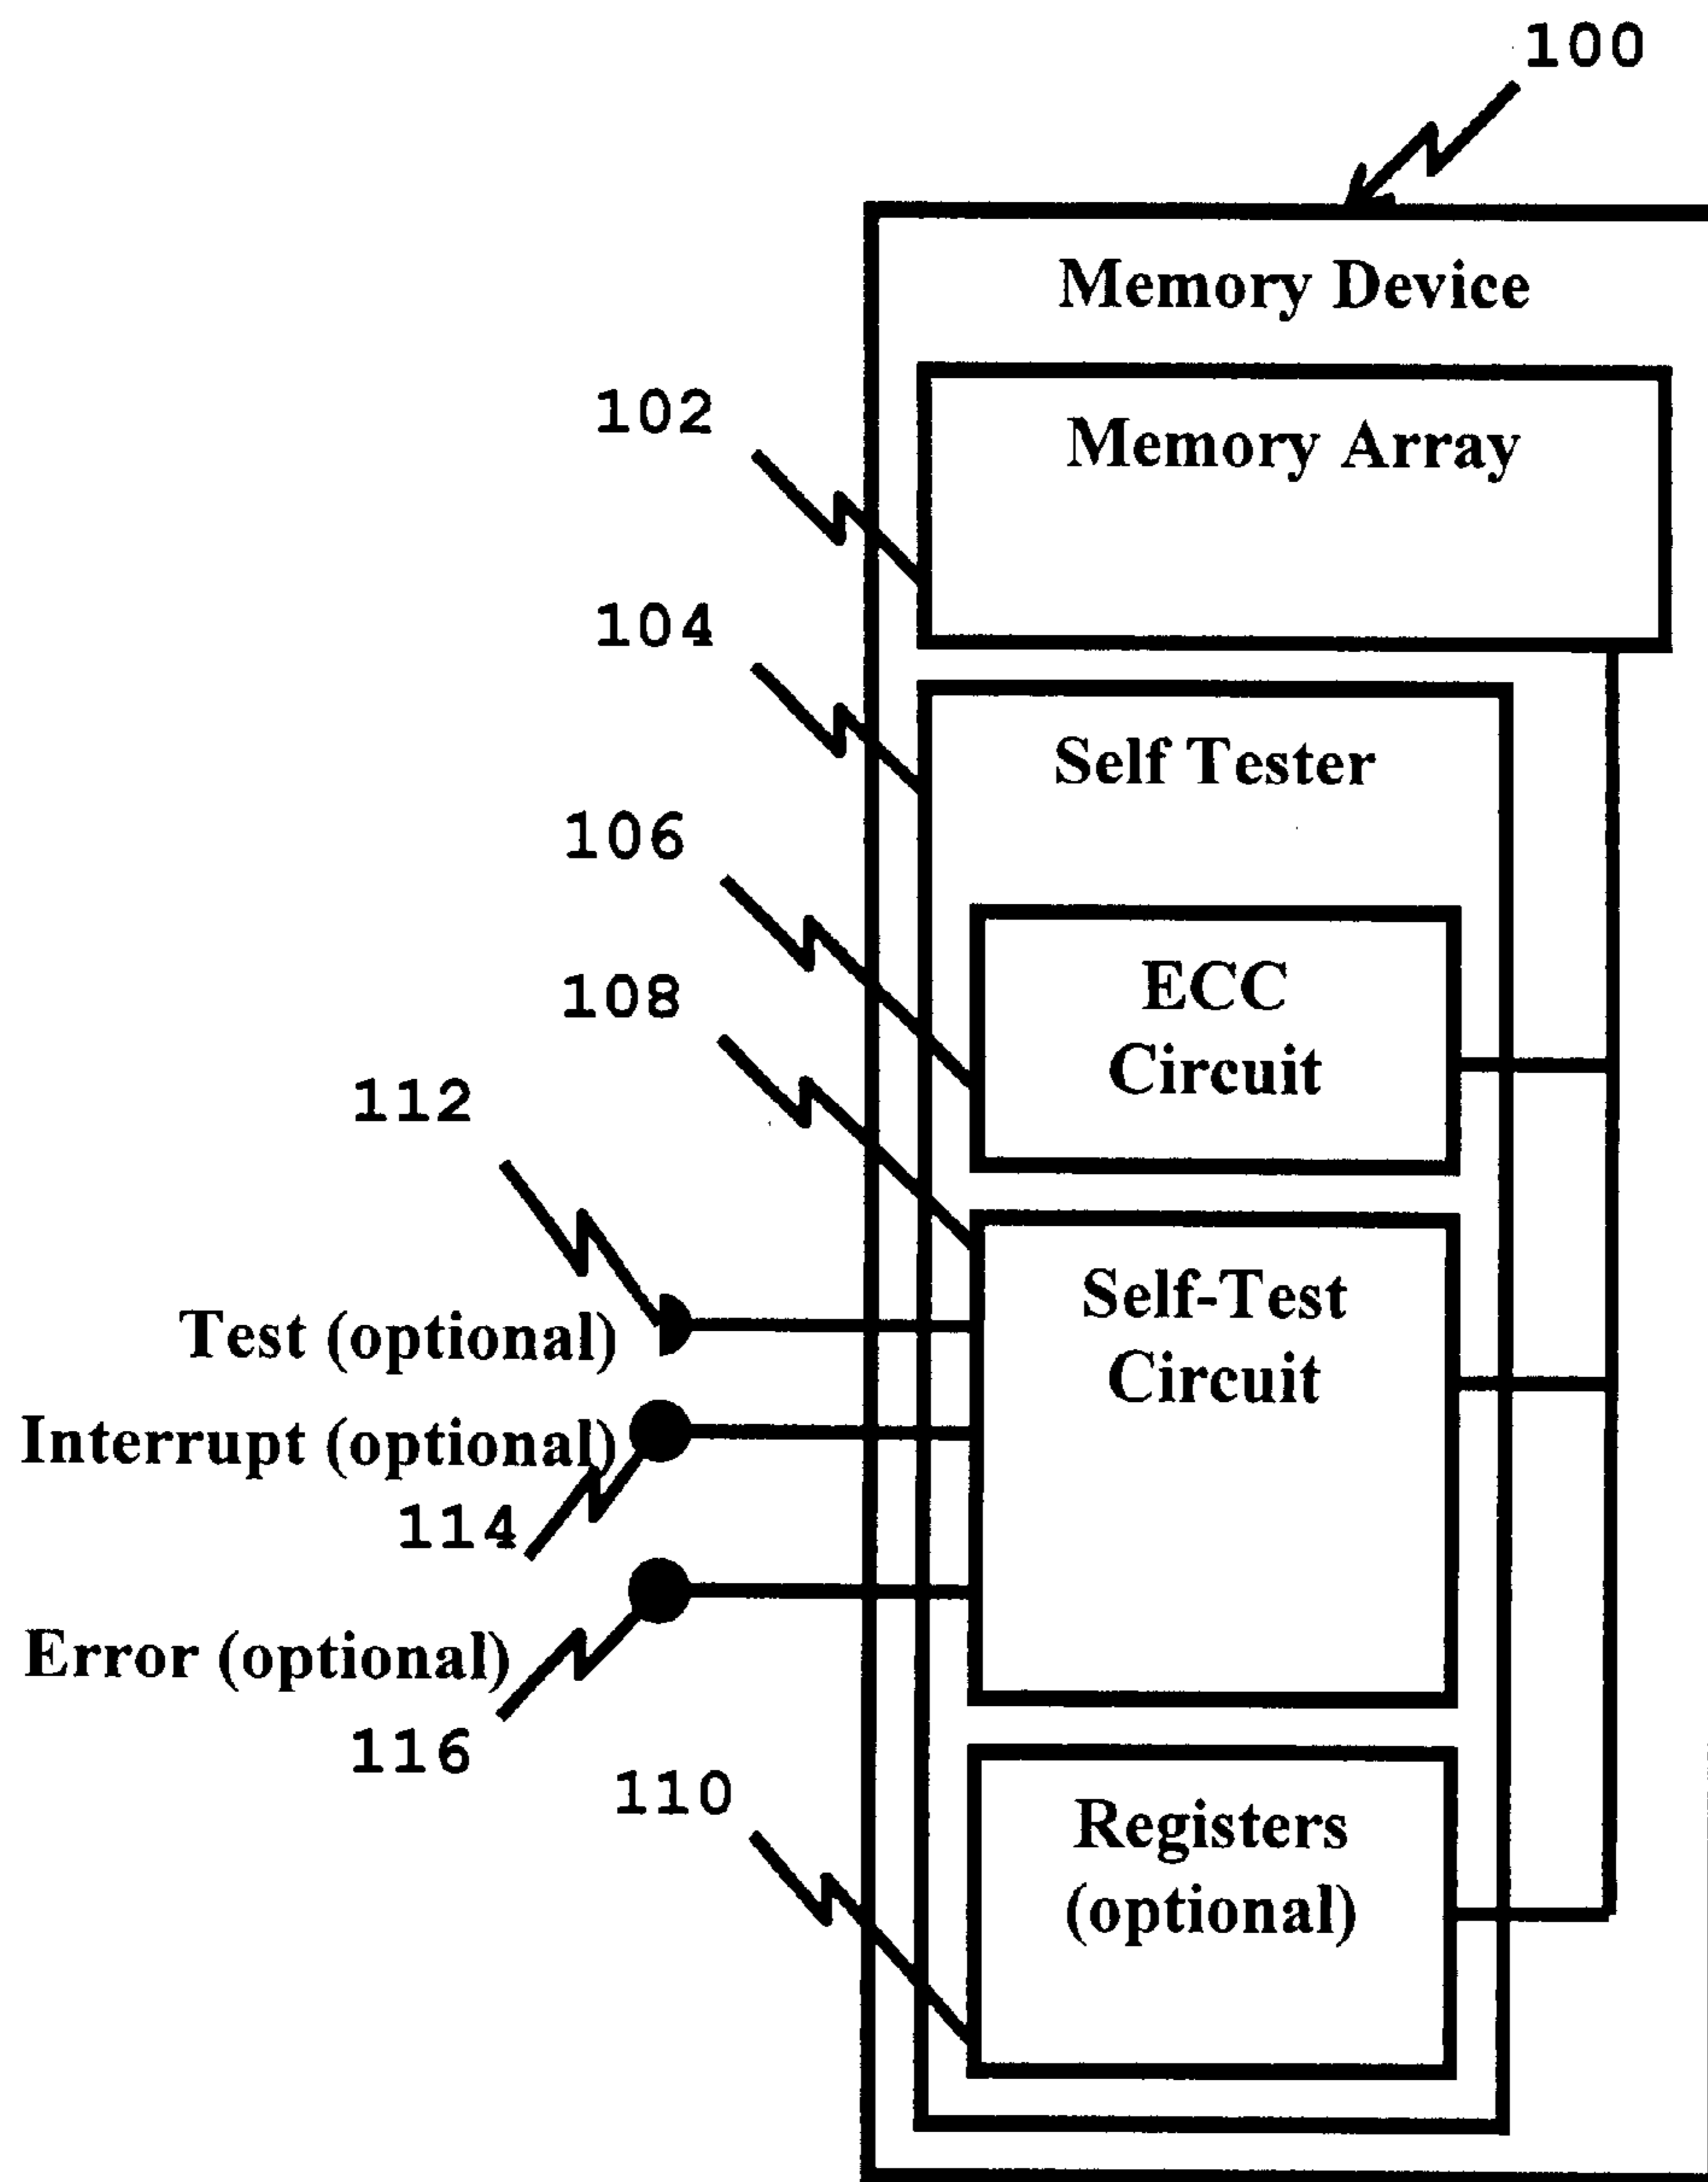 100
Memory Device
102
Memory Array
104
Self Tester
106
ECC
Circuit
108
112
Self-Test
Circuit
Test (optional)
Interrupt (optional)
114
Error (optional)
116
110
Registers
(optional)